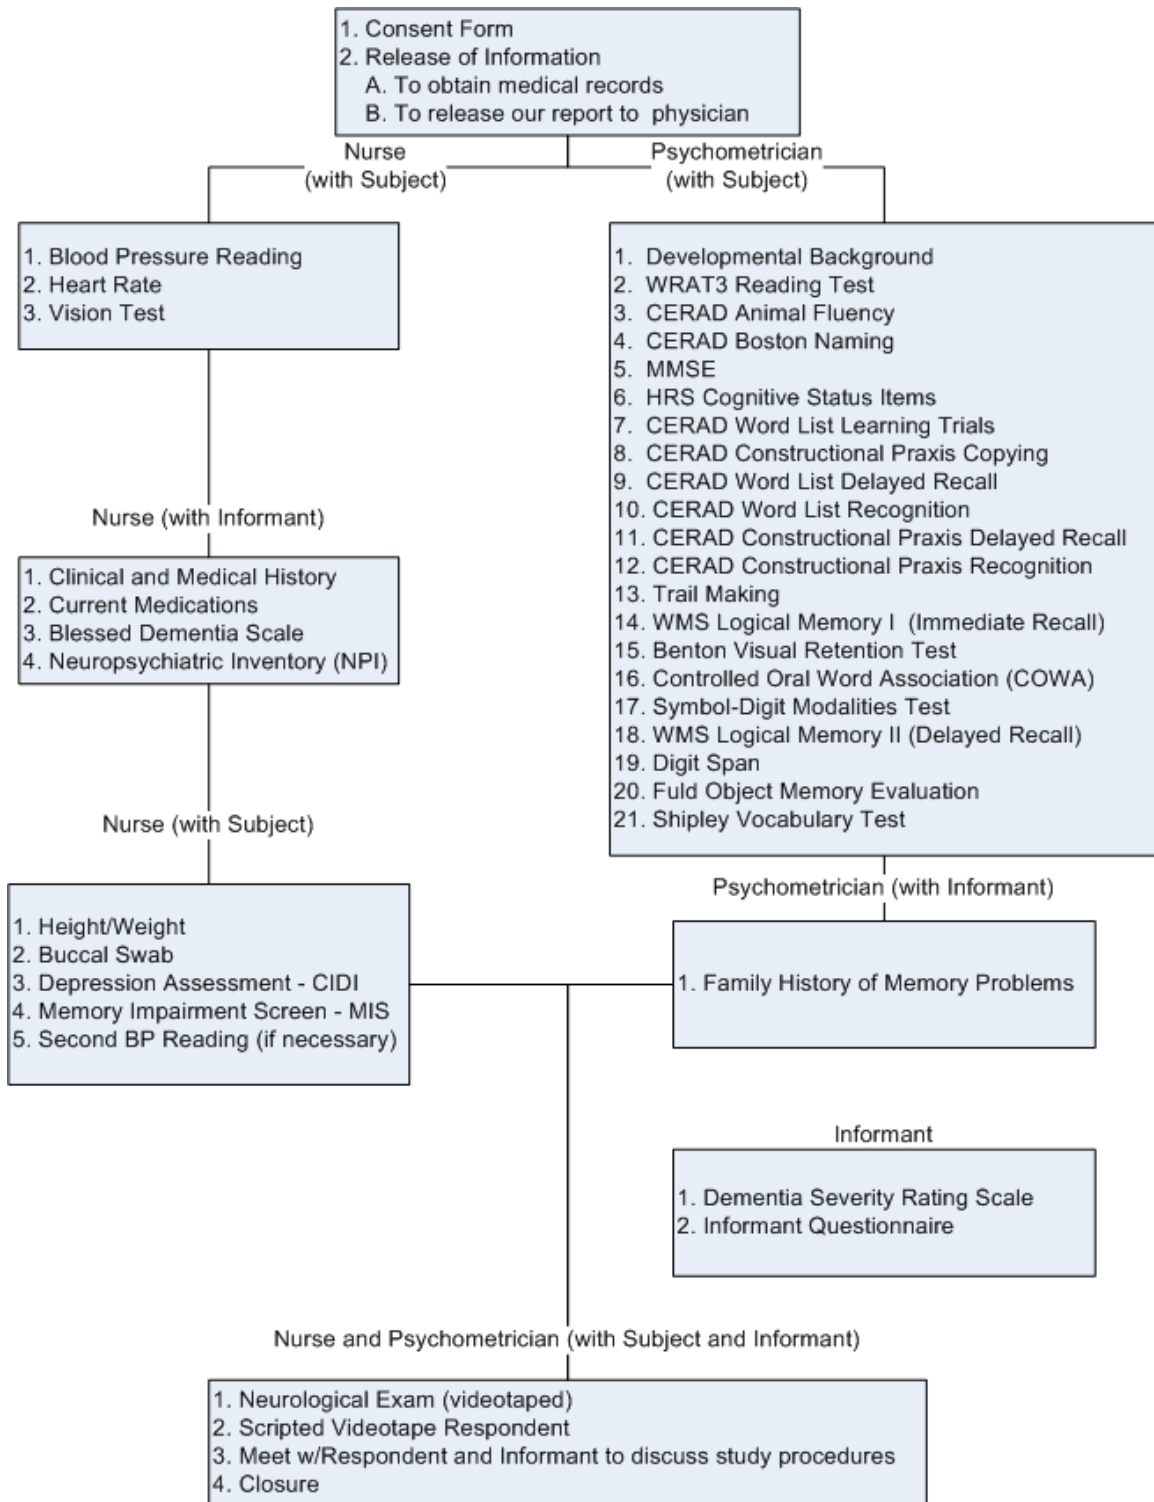 1. Consent Form
2. Release of Information
A. To obtain medical records
B. To release our report to physician
Nurse
(with Subject)
Psychometrician
(with Subject)
1. Blood Pressure Reading
2. Heart Rate
3. Vision Test
1. Developmental Background
2. WRAT3 Reading Test
3. CERAD Animal Fluency
4. CERAD Boston Naming
5. MMSE
6. HRS Cognitive Status Items
7. CERAD Word List Learning Trials
8. CERAD Constructional Praxis Copying
9. CERAD Word List Delayed Recall
10. CERAD Word List Recognition
11. CERAD Constructional Praxis Delayed Recall
12. CERAD Constructional Praxis Recognition
13. Trail Making
14. WMS Logical Memory I (Immediate Recall)
15. Benton Visual Retention Test
16. Controlled Oral Word Association (COWA)
17. Symbol-Digit Modalities Test
18. WMS Logical Memory II (Delayed Recall)
19. Digit Span
20. Fuld Object Memory Evaluation
21. Shipley Vocabulary Test
Nurse (with Informant)
1. Clinical and Medical History
2. Current Medications
3. Blessed Dementia Scale
4. Neuropsychiatric Inventory (NPI)
Nurse (with Subject)
1. Height/Weight
2. Buccal Swab
3. Depression Assessment - CIDI
4. Memory Impairment Screen - MIS
5. Second BP Reading (if necessary)
Psychometrician (with Informant)
1. Family History of Memory Problems
Informant
1. Dementia Severity Rating Scale
2. Informant Questionnaire
Nurse and Psychometrician (with Subject and Informant)
1. Neurological Exam (videotaped)
2. Scripted Videotape Respondent
3. Meet w/Respondent and Informant to discuss study procedures
4. Closure